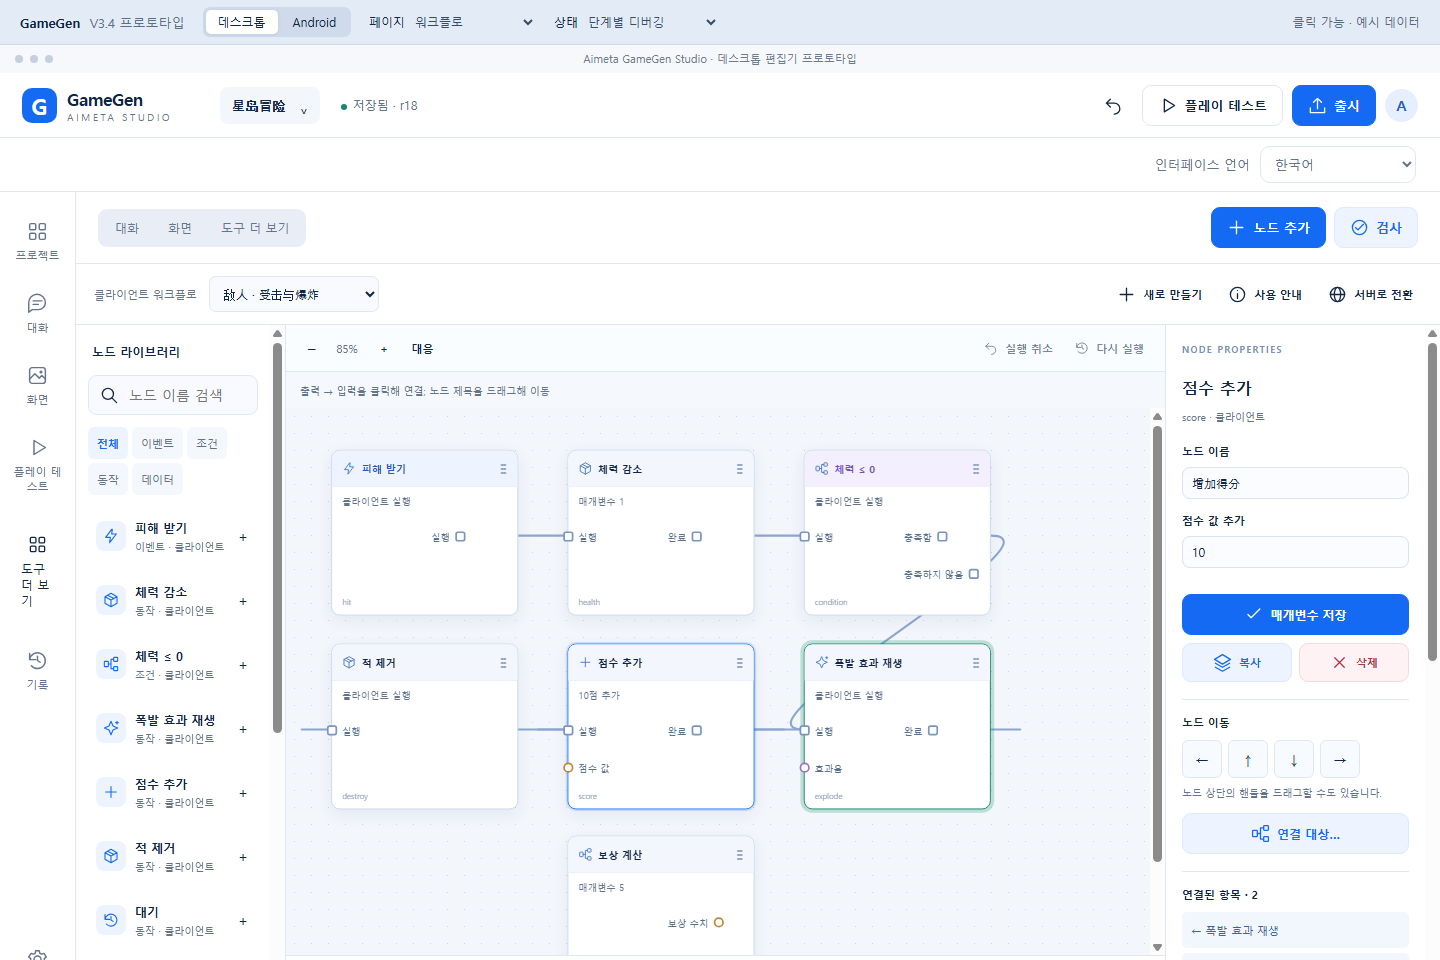 GameGen V3.4 프로토타입 데스크톱 Android 페이지 워크플로 상태 단계별 디버깅 클릭 가능 · 예시 데이터
Aimeta GameGen Studio · 데스크톱 편집기 프로토타입
G GameGen
AIMETA STUDIO
星岛冒险
저장됨 · r18
플레이 테스트
출시
A
인터페이스 언어 한국어
프로젝트
대화
화면
플레이 테
스트
도구
더 보
기
기록
대화 화면 도구 더 보기
노드 추가
검사
클라이언트 워크플로 敌人 · 受击与爆炸
새로 만들기 사용 안내 서버로 전환
노드 라이브러리
노드 이름 검색
전체 이벤트 조건
동작 데이터
피해 받기 +
이벤트 · 클라이언트
체력 감소 +
동작 · 클라이언트
체력 ≤ 0 +
조건 · 클라이언트
폭발 효과 재생 +
동작 · 클라이언트
점수 추가 +
동작 · 클라이언트
적 제거 +
동작 · 클라이언트
대기 +
동작 · 클라이언트
− 85% + 대응 실행 취소 다시 실행
출력 → 입력을 클릭해 연결; 노드 제목을 드래그해 이동
피해 받기
클라이언트 실행
실행
hit
체력 감소
매개변수 1
실행 완료
health
체력 ≤ 0
클라이언트 실행
실행 충족함
충족하지 않음
condition
적 제거
클라이언트 실행
실행
destroy
점수 추가
10점 추가
실행 완료
점수 값
score
폭발 효과 재생
클라이언트 실행
실행 완료
효과음
explode
보상 계산
매개변수 5
보상 수치
NODE PROPERTIES
점수 추가
score · 클라이언트
노드 이름
增加得分
점수 값 추가
10
매개변수 저장
복사 삭제
노드 이동
← ↑ ↓ →
노드 상단의 핸들을 드래그할 수도 있습니다.
연결 대상...
연결된 항목 · 2
← 폭발 효과 재생